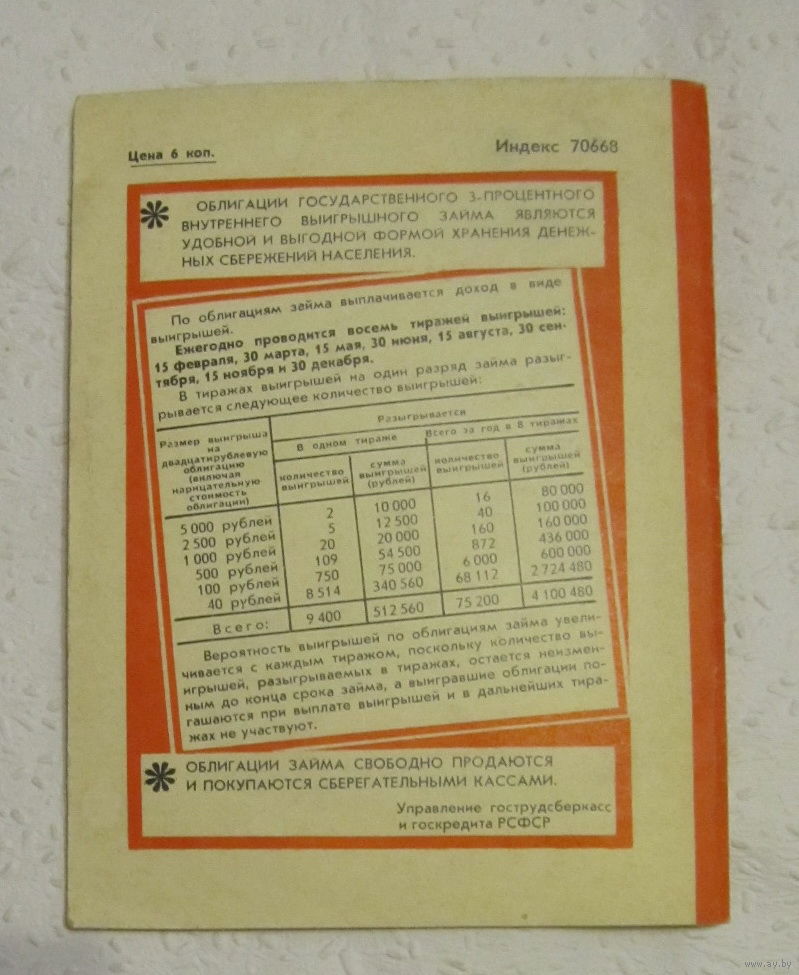 Цена 6 коп.
Индекс 70668
ОБЛИГАЦИИ ГОСУДАРСТВЕННОГО 3-ПРОЦЕНТНОГО
ВНУТРЕННЕГО ВЫИГРЫШНОГО ЗАЙМА ЯВЛЯЮТСЯ
УДОБНОЙ И ВЫГОДНОЙ ФОРМОЙ ХРАНЕНИЯ ДЕНЕЖ-
НЫХ СБЕРЕЖЕНИЙ НАСЕЛЕНИЯ.
По облигациям займа выплачивается доход в виде
выигрышей.
Ежегодно проводится восемь тиражей выигрышей:
15 февраля, 30 марта, 15 мая, 30 июня, 15 августа, 30 сен-
тября, 15 ноября и 30 декабря.
В тиражах выигрышей на один разряд займа разыг-
рывается следующее количество выигрышей:
Размер выигрыша
на
двадцатирублевую
облигацию
(включая
нарицательную
стоимость
облигации)
Разыгрывается
В одном тираже
Всего за год в 8 тиражах
количество
выигрышей
сумма
выигрышей
(рублей)
количество
выигрышей
сумма
выигрышей
(рублей)
5 000 рублей 2 10 000 16 80 000
2 500 рублей 5 12 500 40 100 000
1 000 рублей 20 20 000 160 160 000
500 рублей 109 54 500 872 436 000
100 рублей 750 75 000 6 000 600 000
40 рублей 8 514 340 560 68 112 2 724 480
Всего: 9 400 512 560 75 200 4 100 480
Вероятность выигрышей по облигациям займа увели-
чивается с каждым тиражом, поскольку количество вы-
игрышей, разыгрываемых в тиражах, остается неизмен-
ным до конца срока займа, а выигравшие облигации по-
гашаются при выплате выигрышей и в дальнейших тира-
жах не участвуют.
ОБЛИГАЦИИ ЗАЙМА СВОБОДНО ПРОДАЮТСЯ
И ПОКУПАЮТСЯ СБЕРЕГАТЕЛЬНЫМИ КАССАМИ.
Управление гострудсберкасс
и госкредита РСФСР
www.ay.by